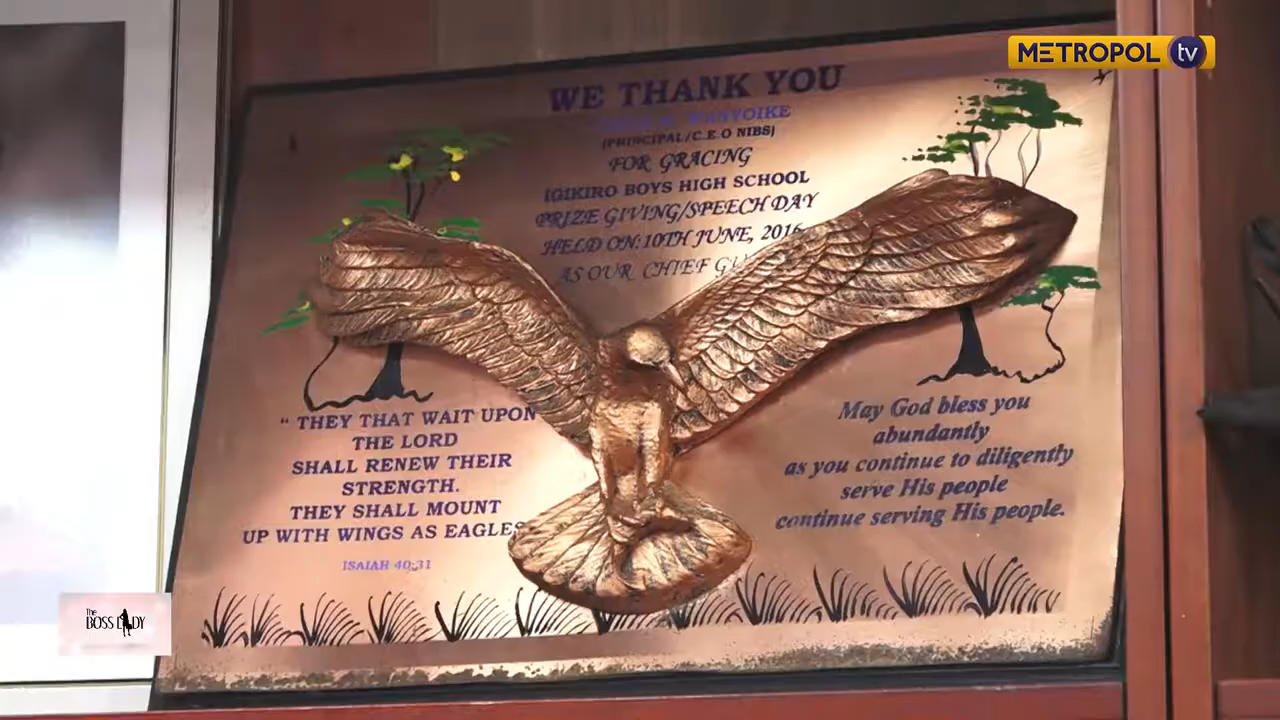 METROPOL tv
WE THANK YOU
WANYOIKE
(PRINCIPAL/C.E.O NIBS)
FOR GRACING
IGIKIRO BOYS HIGH SCHOOL
PRIZE GIVING/SPEECH DAY
HELD ON:10TH JUNE, 2016
AS OUR CHIEF
" THEY THAT WAIT UPON
THE LORD
SHALL RENEW THEIR
STRENGTH.
THEY SHALL MOUNT
UP WITH WINGS AS EAGLES
ISAIAH 40:31
May God bless you
abundantly
as you continue to diligently
serve His people
continue serving His people.
The
BOSS LADY